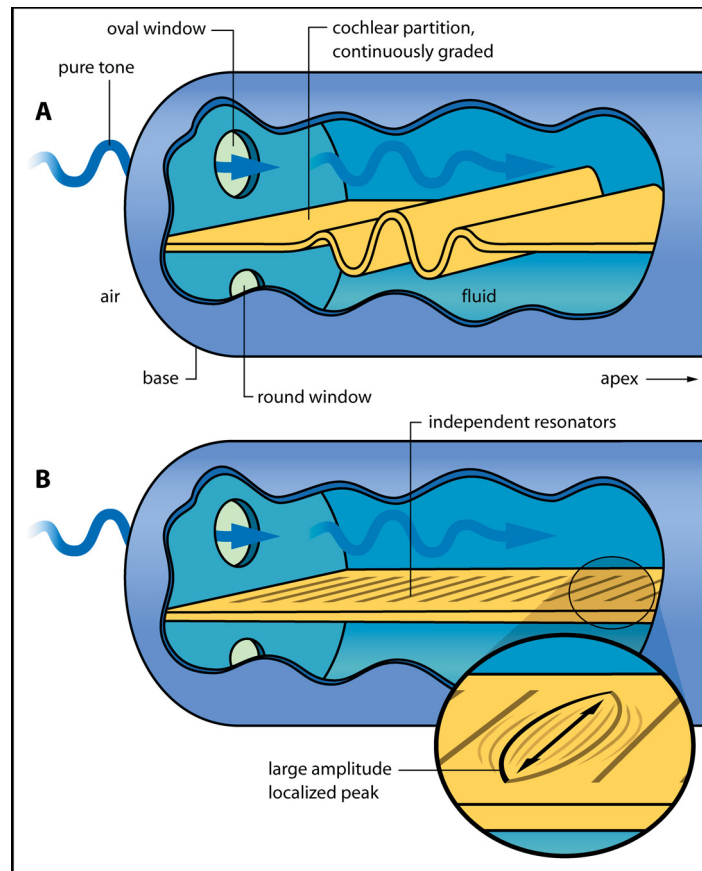 oval window
cochlear partition,
continuously graded
pure tone
A
air
fluid
base
apex
round window
independent resonators
B
large amplitude
localized peak